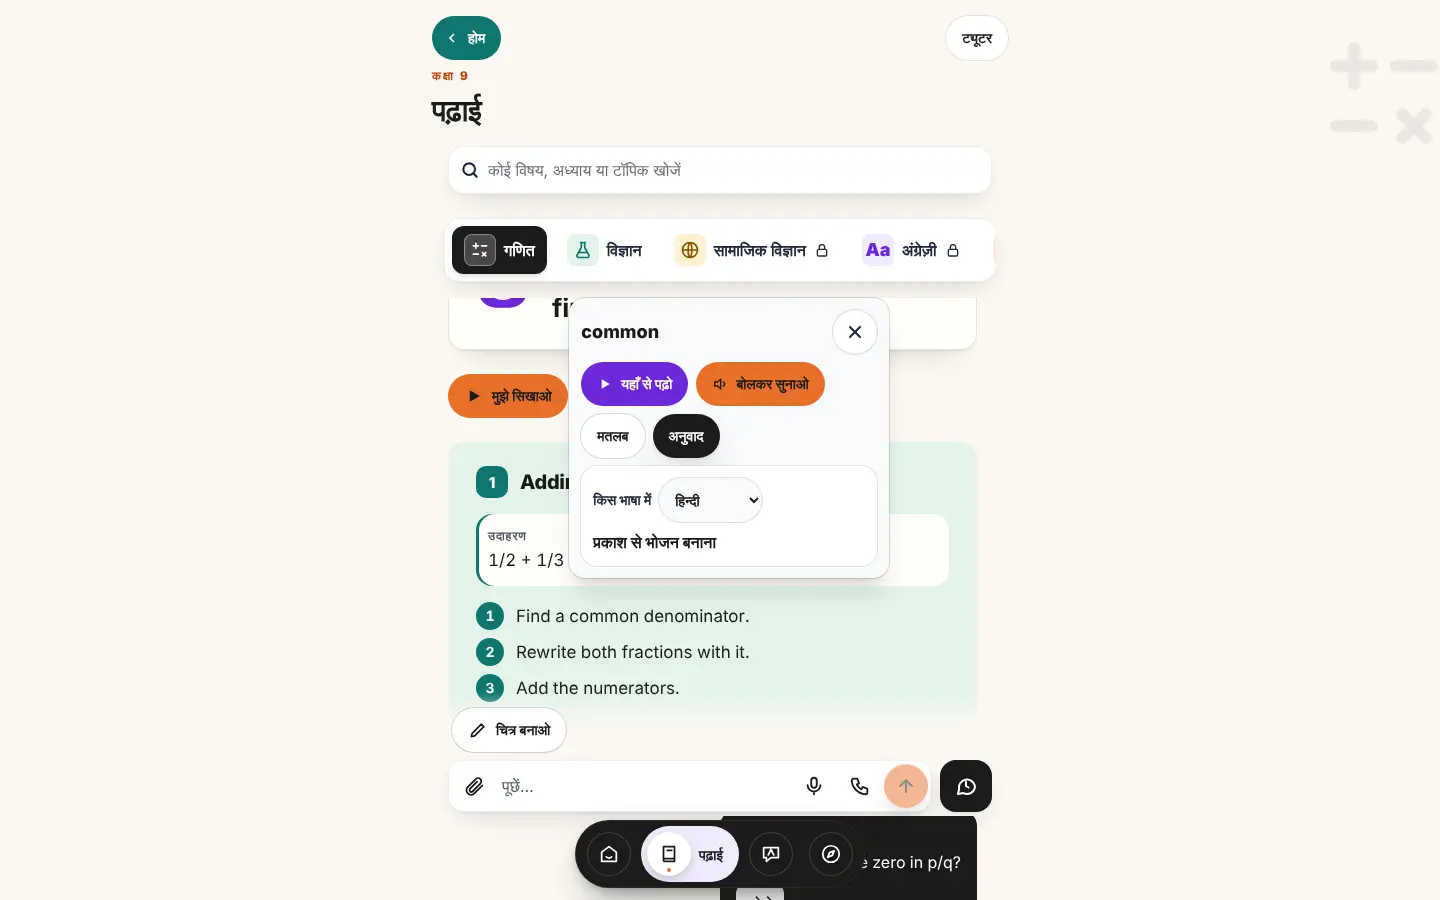 होम
ट्यूटर
कक्षा 9
पढ़ाई
कोई विषय, अध्याय या टॉपिक खोजें
गणित
विज्ञान
सामाजिक विज्ञान
Aa अंग्रेज़ी
common
यहाँ से पढ़ो
बोलकर सुनाओ
मुझे सिखाओ
मतलब
अनुवाद
1
किस भाषा में
हिन्दी
उदाहरण
1/2 + 1/3
प्रकाश से भोजन बनाना
1 Find a common denominator.
2 Rewrite both fractions with it.
3 Add the numerators.
चित्र बनाओ
पूछें...
पढ़ाई
zero in p/q?